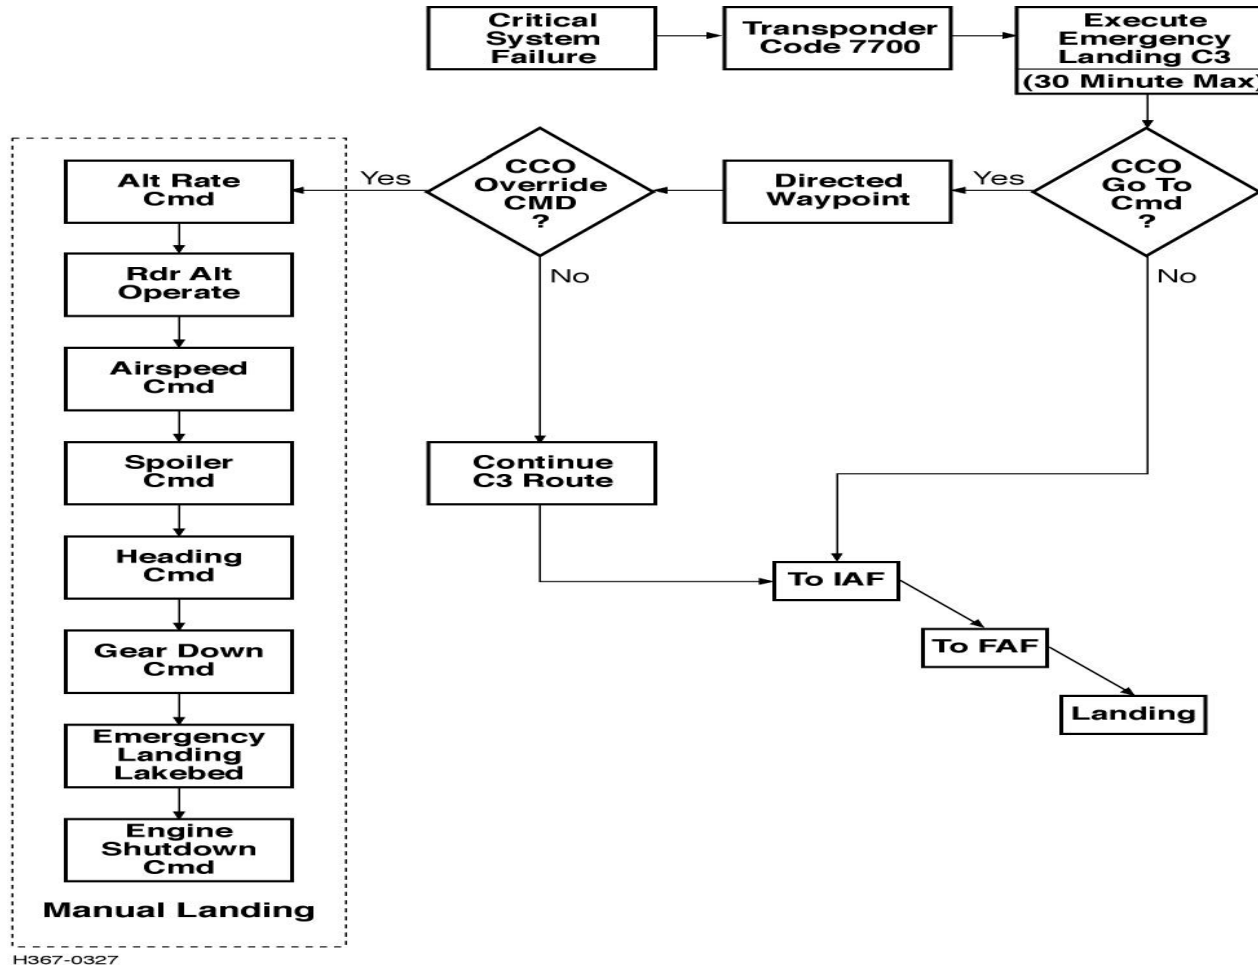 Critical
System
Failure
Transponder
Code 7700
Execute
Emergency
Landing C3
(30 Minute Max)
Alt Rate
Cmd
Yes
CCO
Override
CMD
?
Directed
Waypoint
Yes
CCO
Go To
Cmd
?
No
No
Rdr Alt
Operate
Airspeed
Cmd
Spoiler
Cmd
Continue
C3 Route
Heading
Cmd
To IAF
Gear Down
Cmd
To FAF
Landing
Emergency
Landing
Lakebed
Engine
Shutdown
Cmd
Manual Landing
H367-0327